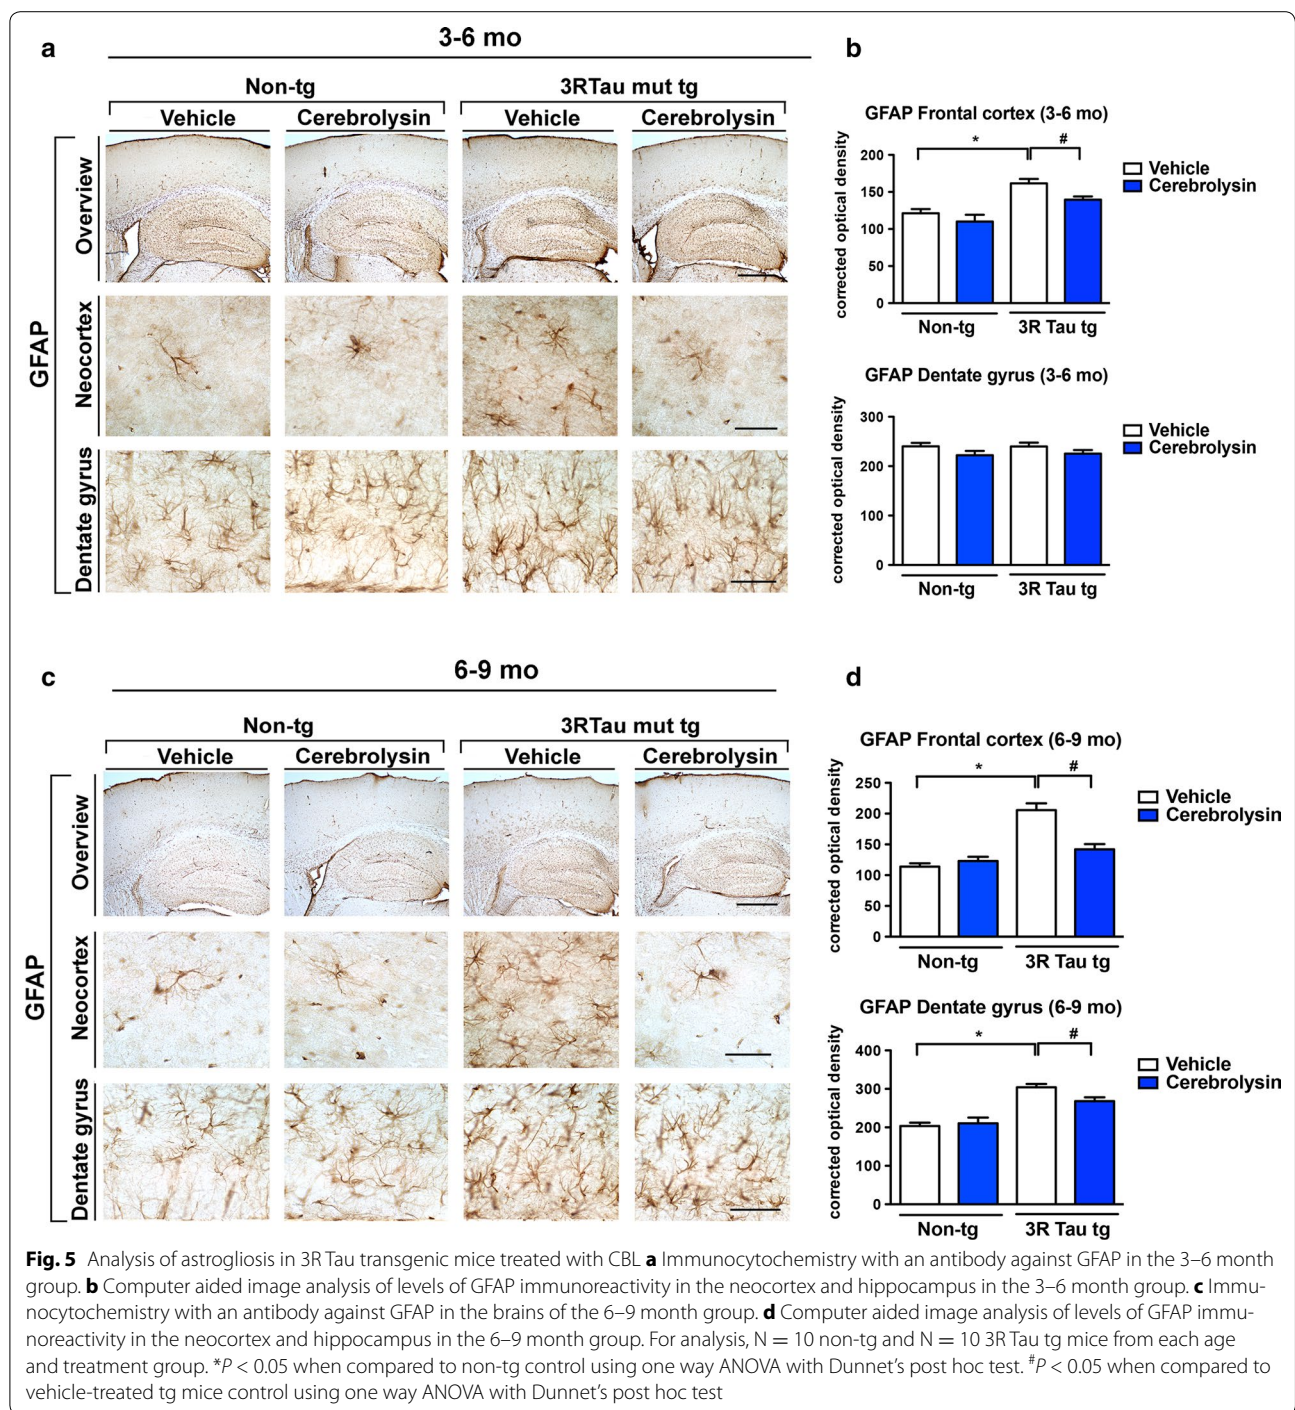 a
3-6 mo
Non-tg
3RTau mut tg
Vehicle
Cerebrolysin
Vehicle
Cerebrolysin
GFAP
Overview
Neocortex
Dentate gyrus
b
GFAP Frontal cortex (3-6 mo)
corrected optical density
200
150
100
50
0
*
#
Vehicle
Cerebrolysin
Non-tg
3R Tau tg
GFAP Dentate gyrus (3-6 mo)
corrected optical density
300
200
100
0
Vehicle
Cerebrolysin
Non-tg
3R Tau tg
c
6-9 mo
Non-tg
3RTau mut tg
Vehicle
Cerebrolysin
Vehicle
Cerebrolysin
GFAP
Overview
Neocortex
Dentate gyrus
d
GFAP Frontal cortex (6-9 mo)
corrected optical density
250
200
150
100
50
0
*
#
Vehicle
Cerebrolysin
Non-tg
3R Tau tg
GFAP Dentate gyrus (6-9 mo)
corrected optical density
400
300
200
100
0
*
#
Vehicle
Cerebrolysin
Non-tg
3R Tau tg
Fig. 5 Analysis of astrogliosis in 3R Tau transgenic mice treated with CBL a Immunocytochemistry with an antibody against GFAP in the 3–6 month
group. b Computer aided image analysis of levels of GFAP immunoreactivity in the neocortex and hippocampus in the 3–6 month group. c Immu-
nocytochemistry with an antibody against GFAP in the brains of the 6–9 month group. d Computer aided image analysis of levels of GFAP immu-
noreactivity in the neocortex and hippocampus in the 6–9 month group. For analysis, N = 10 non-tg and N = 10 3R Tau tg mice from each age
and treatment group. *P < 0.05 when compared to non-tg control using one way ANOVA with Dunnet's post hoc test. #P < 0.05 when compared to
vehicle-treated tg mice control using one way ANOVA with Dunnet's post hoc test